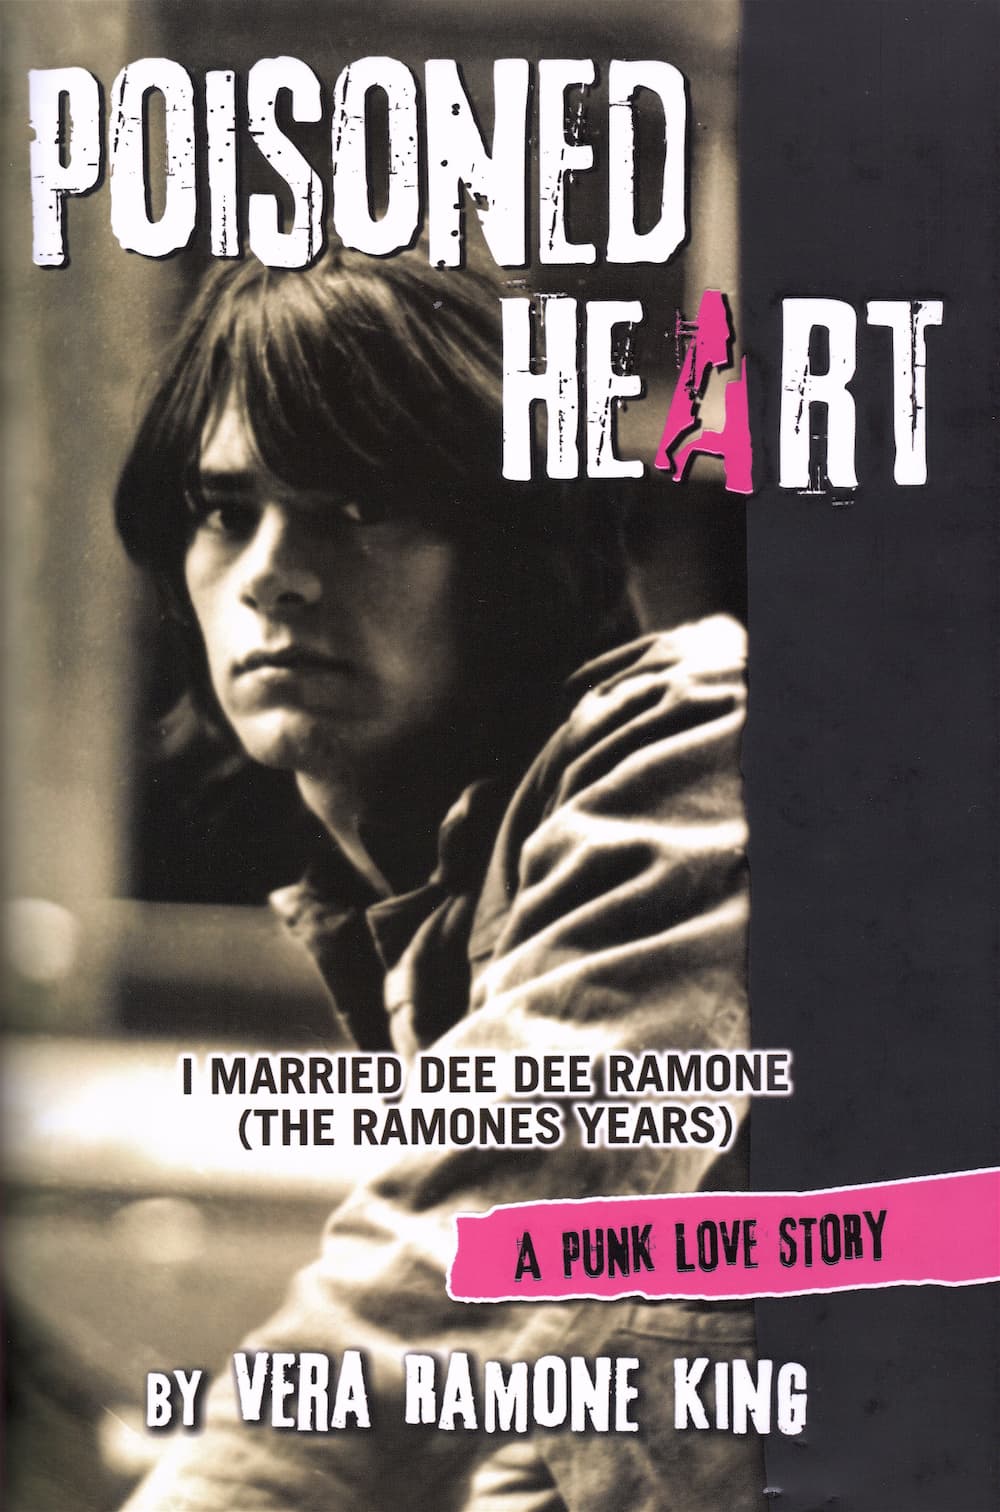 POISONED
HEART
I MARRIED DEE DEE RAMONE
(THE RAMONES YEARS)
A PUNK LOVE STORY
BY VERA RAMONE KING